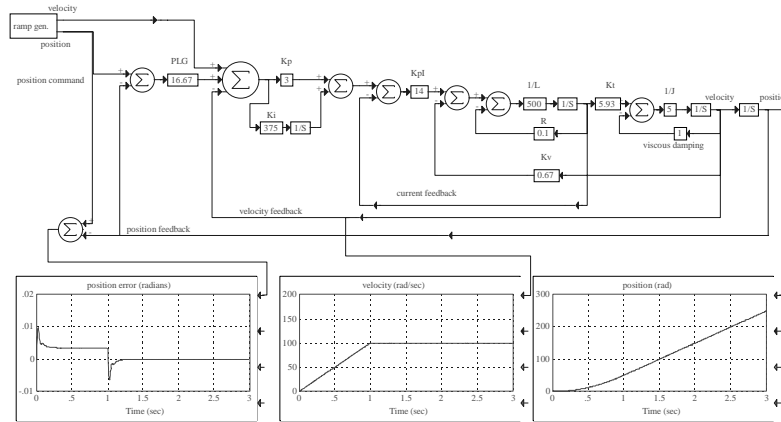 velocity
ramp gen.
position
position command
PLG
16.67
Σ
Σ
Kp
3
Ki
375
1/S
Σ
Σ
KpI
14
Σ
Σ
1/L
500
1/S
R
0.1
Kv
0.67
Kt
5.93
Σ
1/J
5
1/S
velocity
1/S
positi
1
viscous damping
current feedback
velocity feedback
Σ
position feedback
position error (radians)
.02
.01
0
-.01
0 .5 1 1.5 2 2.5 3
Time (sec)
velocity (rad/sec)
200
150
100
50
0
0 .5 1 1.5 2 2.5 3
Time (sec)
position (rad)
300
200
100
0
0 .5 1 1.5 2 2.5 3
Time (sec)